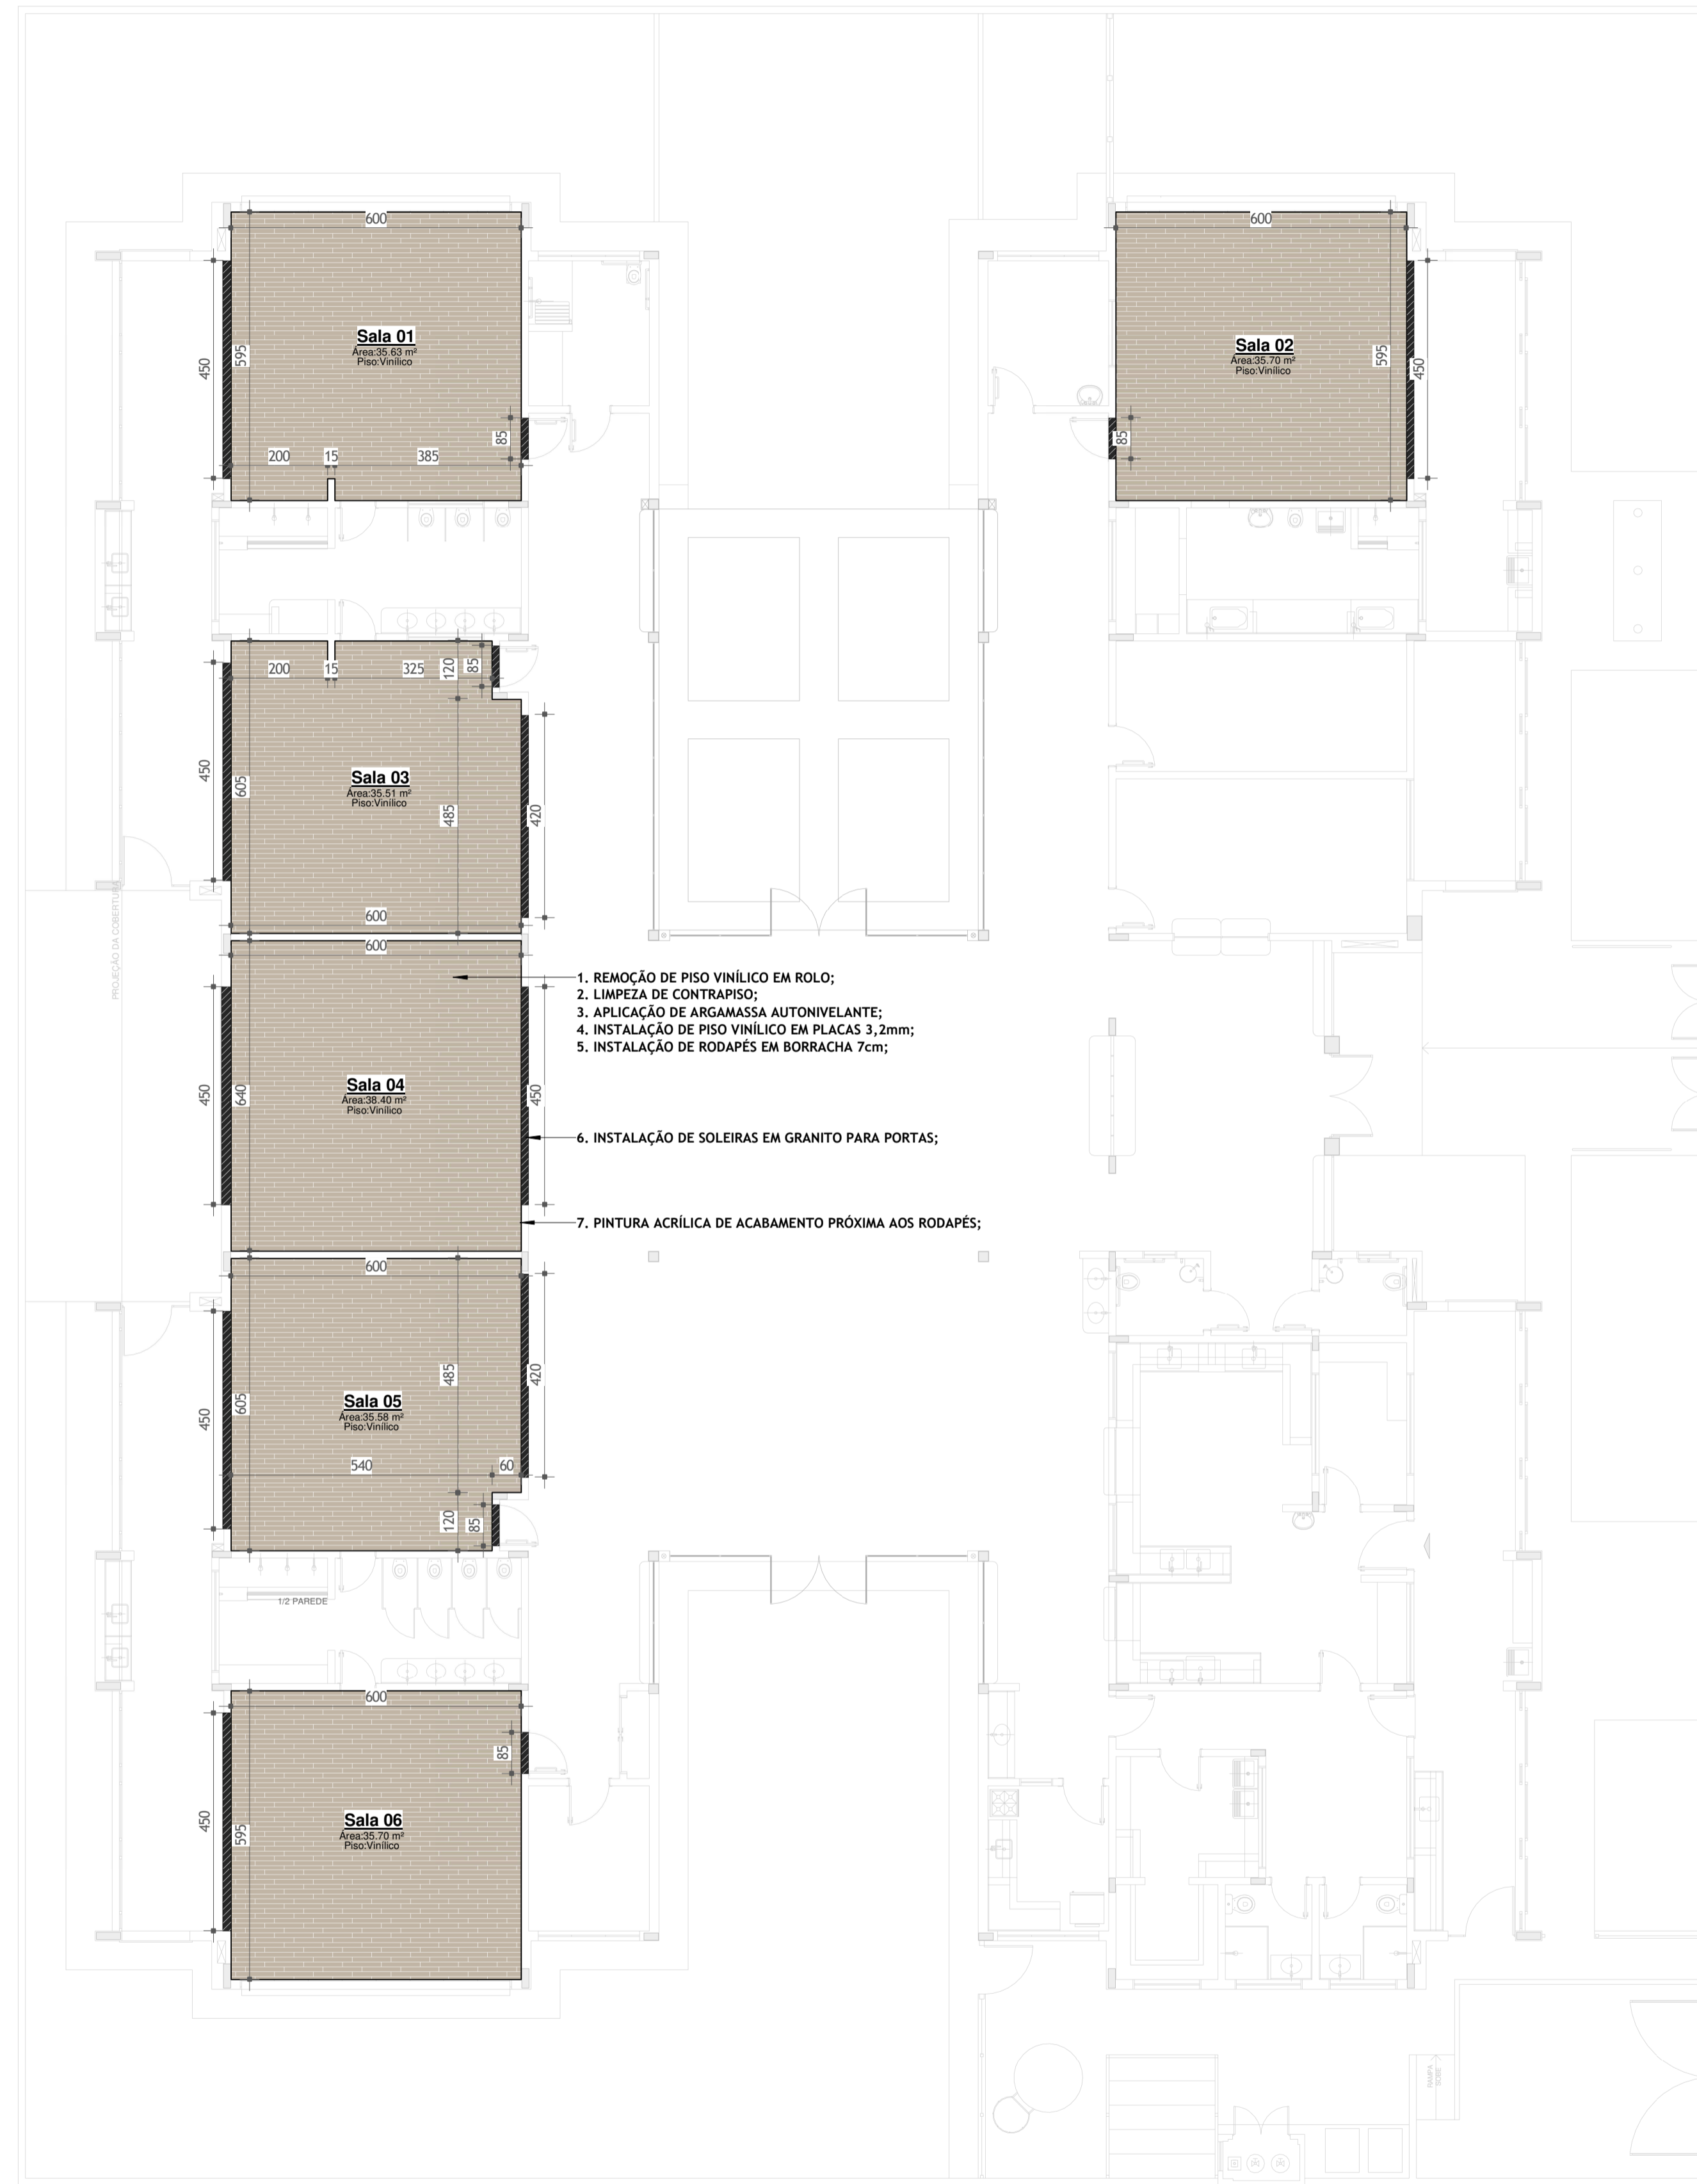 600
600
Sala 01
Área:35.63 m²
Piso:Vinílico
450
595
85
200
15
385
Sala 02
Área:35.70 m²
Piso:Vinílico
595
450
85
200
15
325
120
85
450
605
Sala 03
Área:35.51 m²
Piso:Vinílico
485
420
600
PROJEÇÃO DA COBERTURA
600
1. REMOÇÃO DE PISO VINÍLICO EM ROLO;
2. LIMPEZA DE CONTRAPISO;
3. APLICAÇÃO DE ARGAMASSA AUTONIVELANTE;
4. INSTALAÇÃO DE PISO VINÍLICO EM PLACAS 3,2mm;
5. INSTALAÇÃO DE RODAPÉS EM BORRACHA 7cm;
450
640
Sala 04
Área:38.40 m²
Piso:Vinílico
450
6. INSTALAÇÃO DE SOLEIRAS EM GRANITO PARA PORTAS;
7. PINTURA ACRÍLICA DE ACABAMENTO PRÓXIMA AOS RODAPÉS;
600
485
420
450
605
Sala 05
Área:35.58 m²
Piso:Vinílico
540
60
120
85
1/2 PAREDE
600
85
450
595
Sala 06
Área:35.70 m²
Piso:Vinílico
RAMPA
SOBE